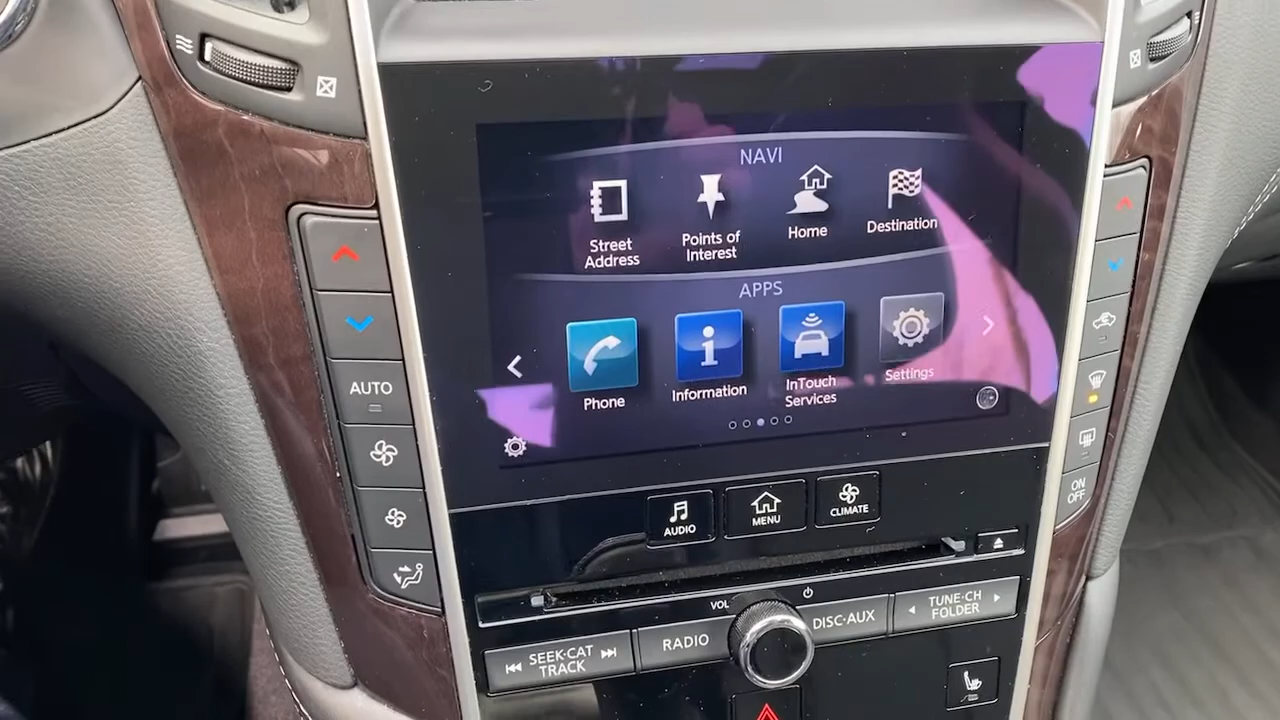 NAVI
Street
Address
Points of
Interest
Home
Destination
APPS
Phone
Information
InTouch
Services
Settings
AUTO
ON
OFF
AUDIO
MENU
CLIMATE
VOL
SEEK·CAT
TRACK
RADIO
DISC·AUX
TUNE·CH
FOLDER